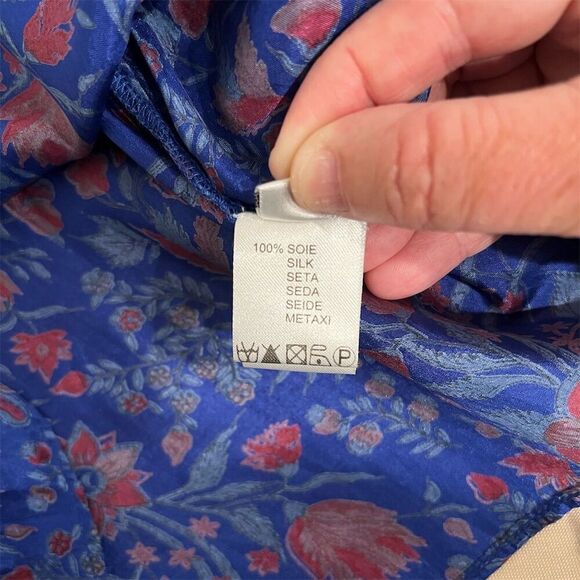 100% SOIE
SILK
SETA
SEDA
SEIDE
METAXI
P